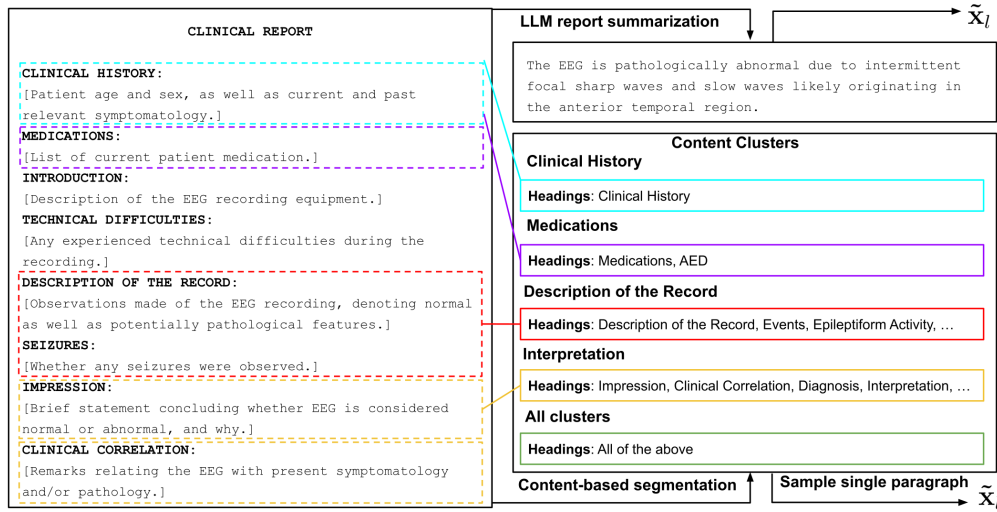 CLINICAL REPORT
CLINICAL HISTORY:
[Patient age and sex, as well as current and past
relevant symptomatology.]
MEDICATIONS:
[List of current patient medication.]
INTRODUCTION:
[Description of the EEG recording equipment.]
TECHNICAL DIFFICULTIES:
[Any experienced technical difficulties during the
recording.]
DESCRIPTION OF THE RECORD:
[Observations made of the EEG recording, denoting normal
as well as potentially pathological features.]
SEIZURES:
[Whether any seizures were observed.]
IMPRESSION:
[Brief statement concluding whether EEG is considered
normal or abnormal, and why.]
CLINICAL CORRELATION:
[Remarks relating the EEG with present symptomatology
and/or pathology.]
LLM report summarization
x̃_l
The EEG is pathologically abnormal due to intermittent
focal sharp waves and slow waves likely originating in
the anterior temporal region.
Content Clusters
Clinical History
Headings: Clinical History
Medications
Headings: Medications, AED
Description of the Record
Headings: Description of the Record, Events, Epileptiform Activity, …
Interpretation
Headings: Impression, Clinical Correlation, Diagnosis, Interpretation, …
All clusters
Headings: All of the above
Content-based segmentation
Sample single paragraph
x̃